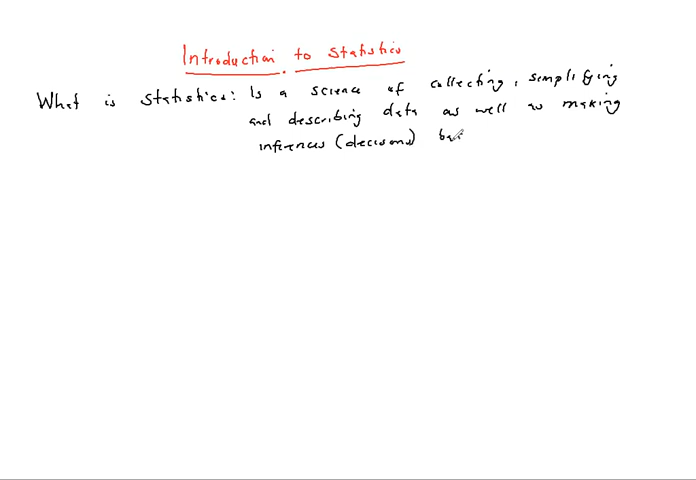 Introduction to Statistics
What is Statistics: Is a science of collecting, simplifying
and describing data as well as making
inferences (decisions)